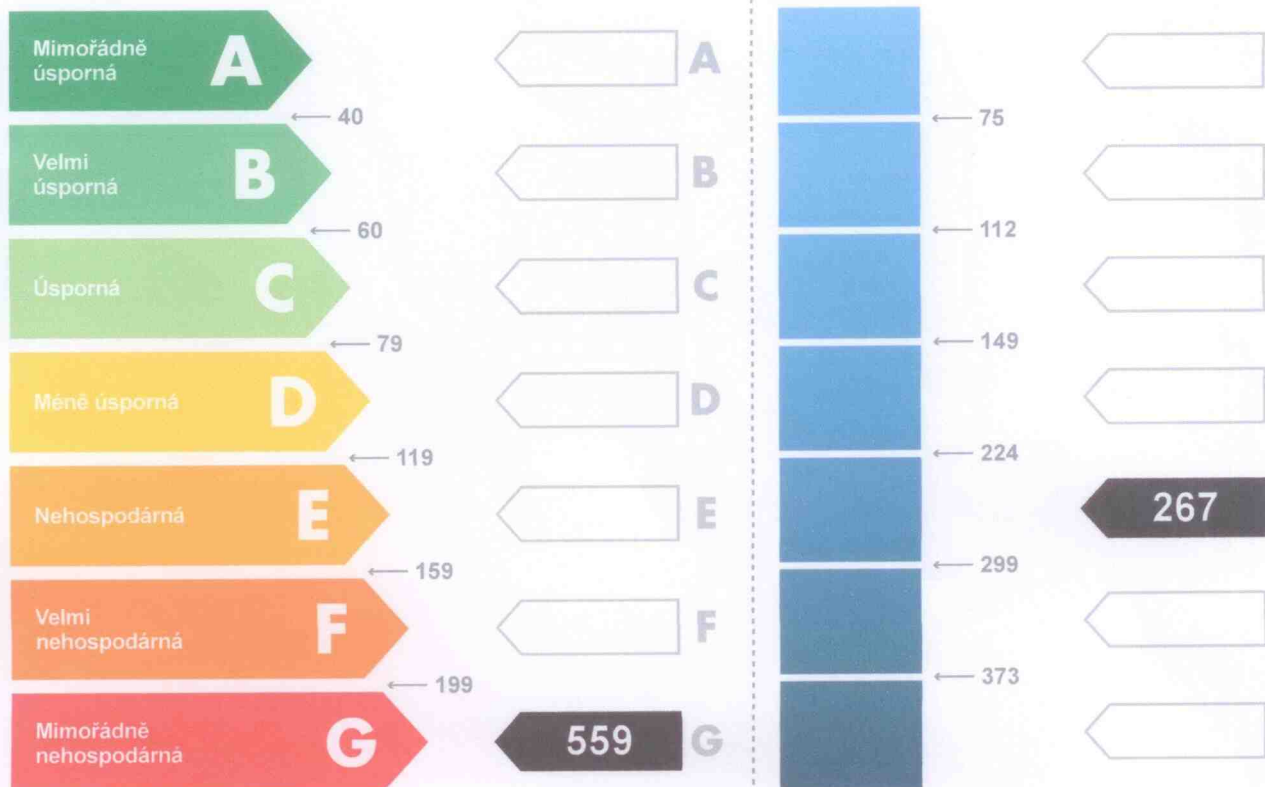 Mimořádně
úsporná
A
A
40
75
Velmi
úsporná
B
B
60
112
Úsporná
C
C
79
149
Méně úsporná
D
D
119
224
Nehospodárná
E
E
267
159
299
Velmi
nehospodárná
F
F
199
373
Mimořádně
nehospodárná
G
559
G